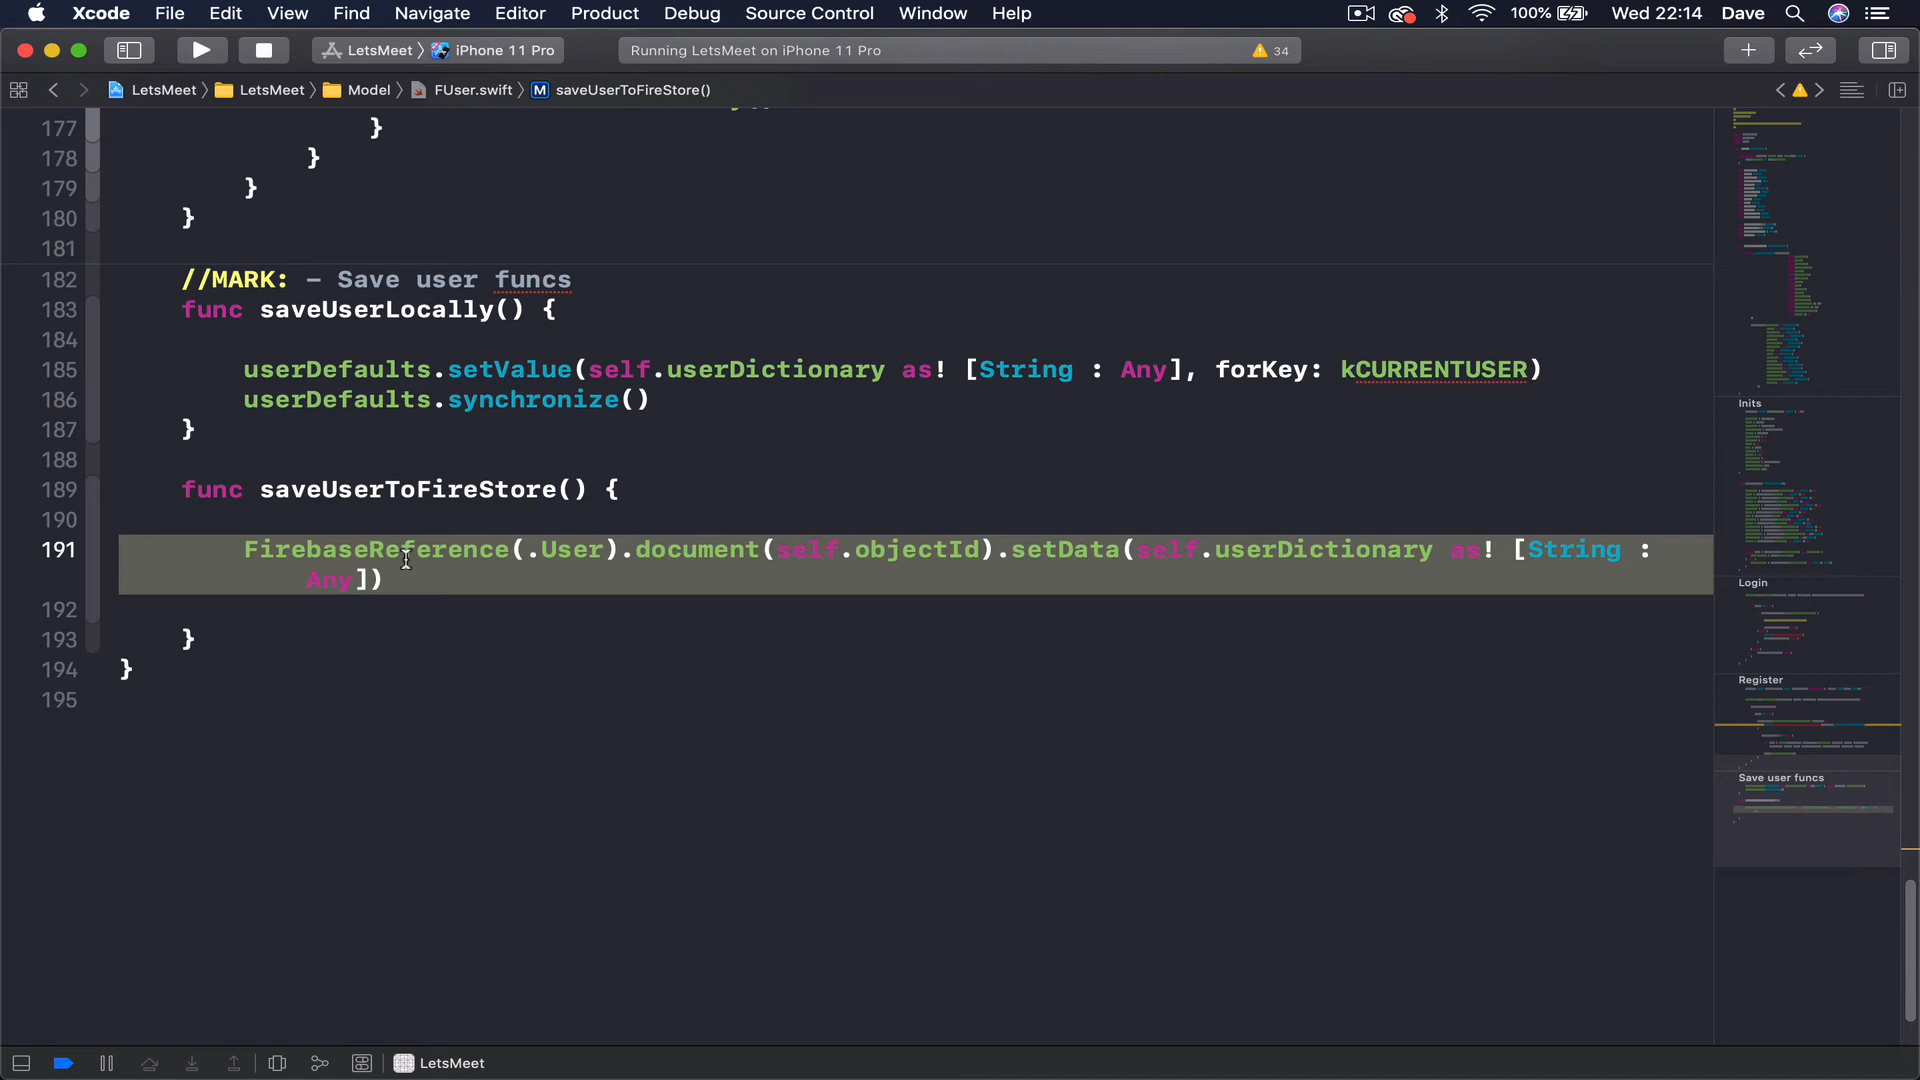 Xcode File Edit View Find Navigate Editor Product Debug Source Control Window Help 100% Wed 22:14 Dave
LetsMeet iPhone 11 Pro Running LetsMeet on iPhone 11 Pro 34
LetsMeet LetsMeet Model FUser.swift M saveUserToFireStore()
177 }
178 }
179 }
180 }
181
182 //MARK: - Save user funcs
183 func saveUserLocally() {
184
185 userDefaults.setValue(self.userDictionary as! [String : Any], forKey: kCURRENTUSER)
186 userDefaults.synchronize()
187 }
188
189 func saveUserToFireStore() {
190
191 FirebaseReference(.User).document(self.objectId).setData(self.userDictionary as! [String :
Any])
192
193 }
194 }
195
Inits
Login
Register
Save user funcs
LetsMeet